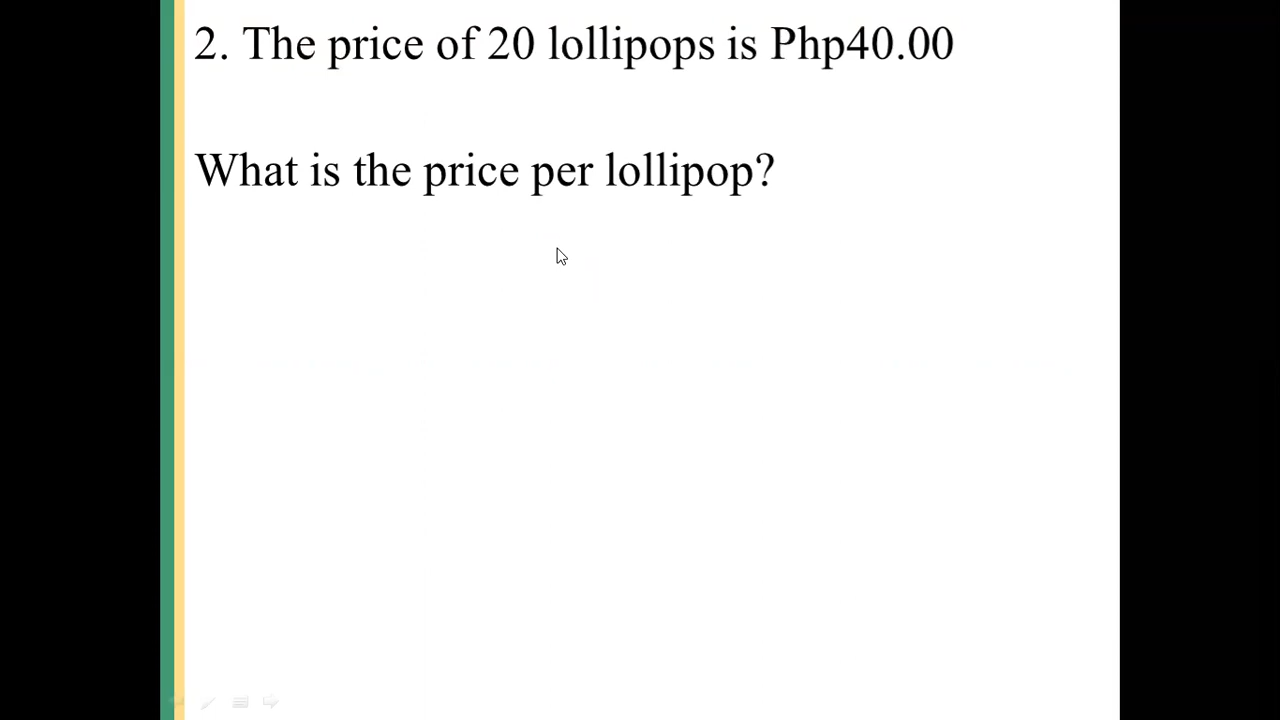 2. The price of 20 lollipops is Php40.00
What is the price per lollipop?